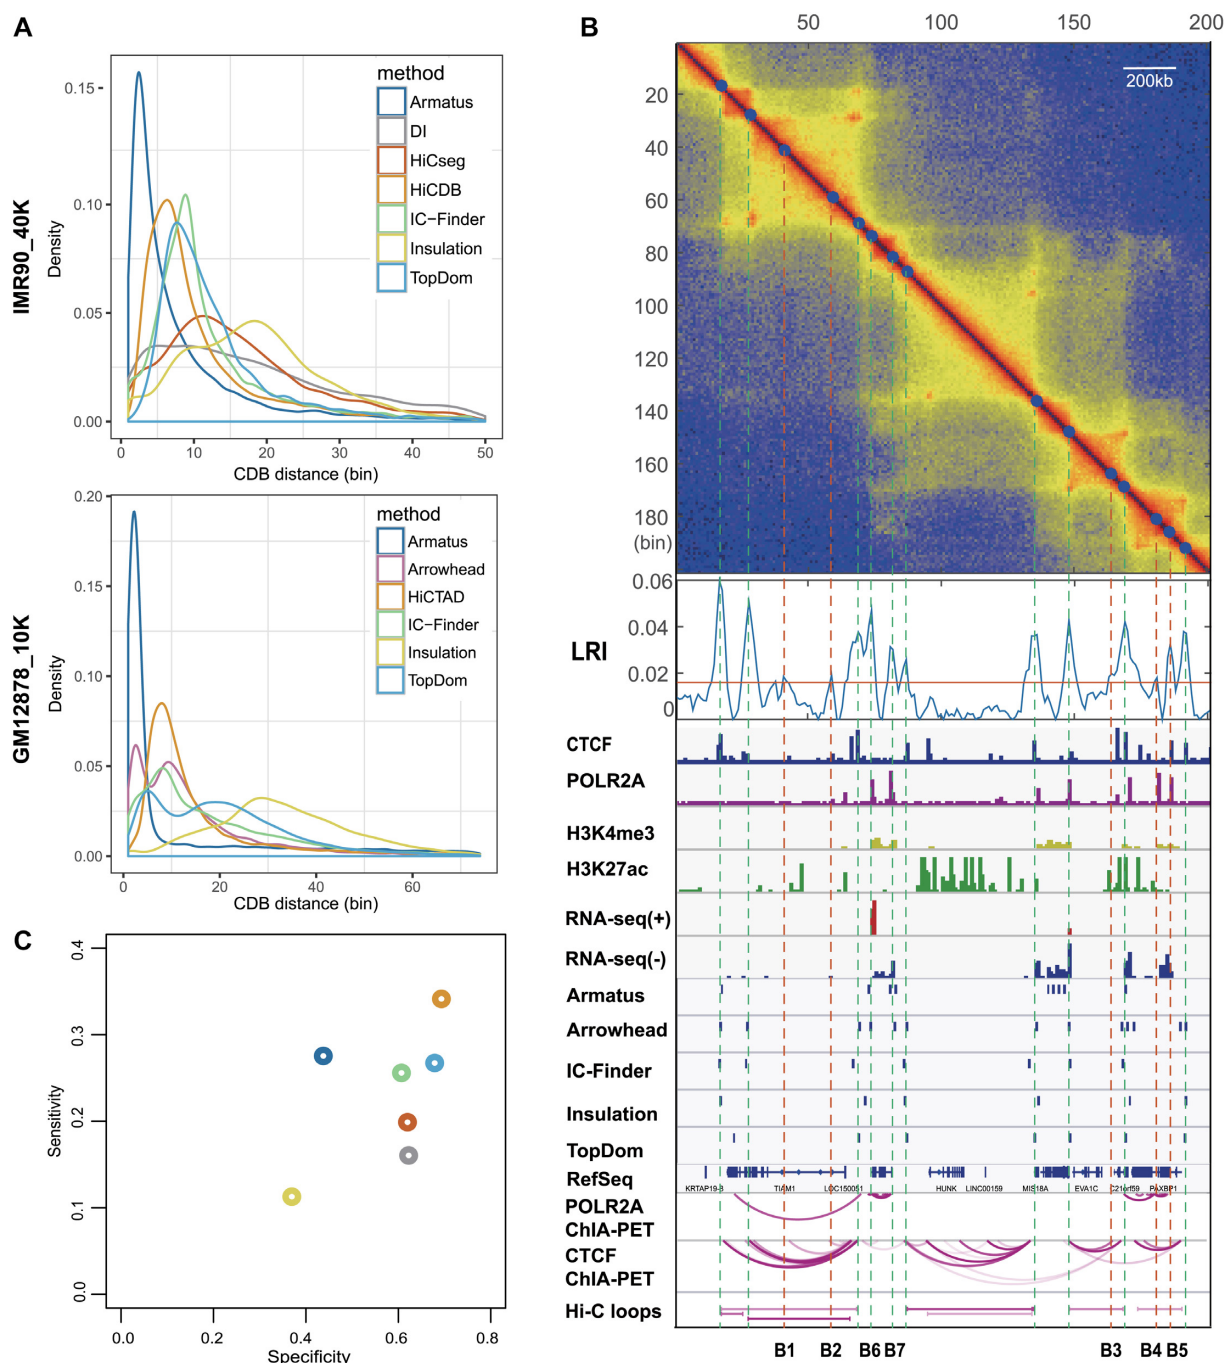 A
IMR90_40K
Density
0.15
0.10
0.05
0.00
method
Armatus
DI
HiCseg
HiCDB
IC−Finder
Insulation
TopDom
0 10 20 30 40 50
CDB distance (bin)
GM12878_10K
Density
0.20
0.15
0.10
0.05
0.00
method
Armatus
Arrowhead
HiCTAD
IC−Finder
Insulation
TopDom
0 20 40 60
CDB distance (bin)
C
Sensitivity
0.4
0.3
0.2
0.1
0.0
0.0 0.2 0.4 0.6 0.8
Specificity
B
50 100 150 200
200kb
20
40
60
80
100
120
140
160
180
(bin)
0.06
0.04
0.02
0
LRI
CTCF
POLR2A
H3K4me3
H3K27ac
RNA-seq(+)
RNA-seq(-)
Armatus
Arrowhead
IC-Finder
Insulation
TopDom
RefSeq
KRTAP19-8 TIAM1 LOC150051 HUNK LINC00159 MIS18A EVA1C C21orf59 PAXBP1
POLR2A
ChIA-PET
CTCF
ChIA-PET
Hi-C loops
B1 B2 B6 B7 B3 B4 B5